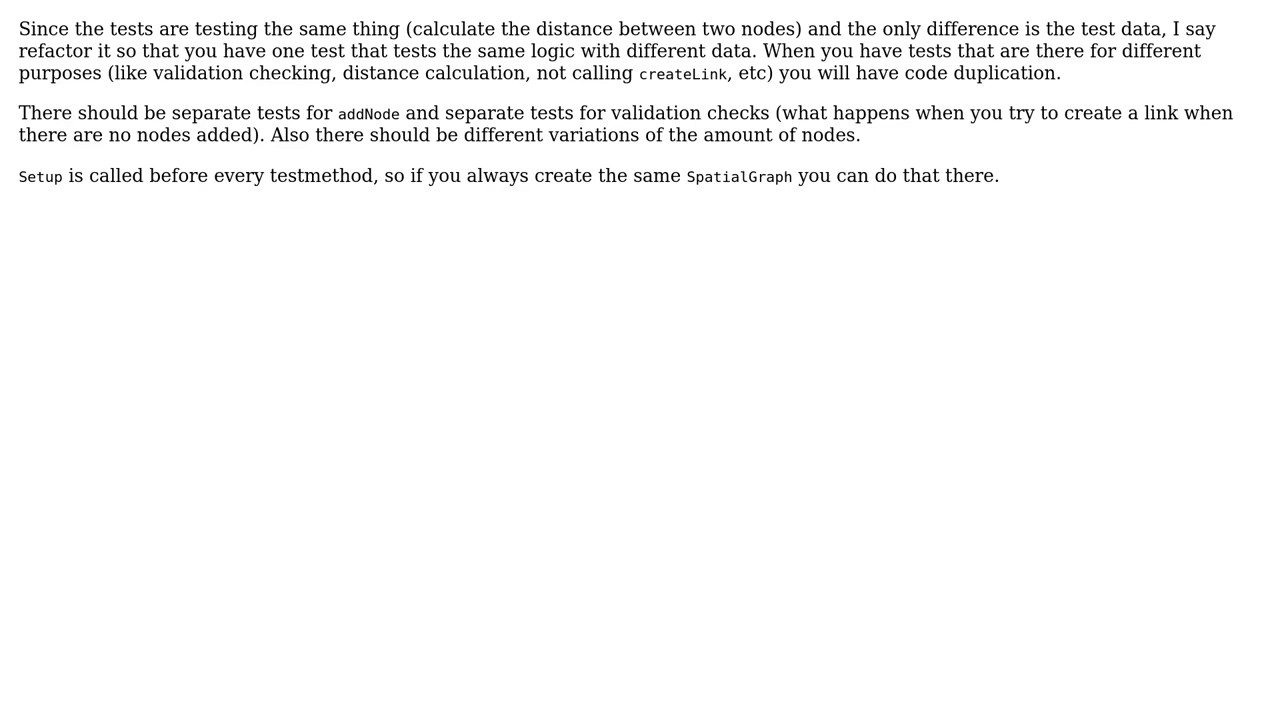 Since the tests are testing the same thing (calculate the distance between two nodes) and the only difference is the test data, I say
refactor it so that you have one test that tests the same logic with different data. When you have tests that are there for different
purposes (like validation checking, distance calculation, not calling createLink, etc) you will have code duplication.
There should be separate tests for addNode and separate tests for validation checks (what happens when you try to create a link when
there are no nodes added). Also there should be different variations of the amount of nodes.
Setup is called before every testmethod, so if you always create the same SpatialGraph you can do that there.